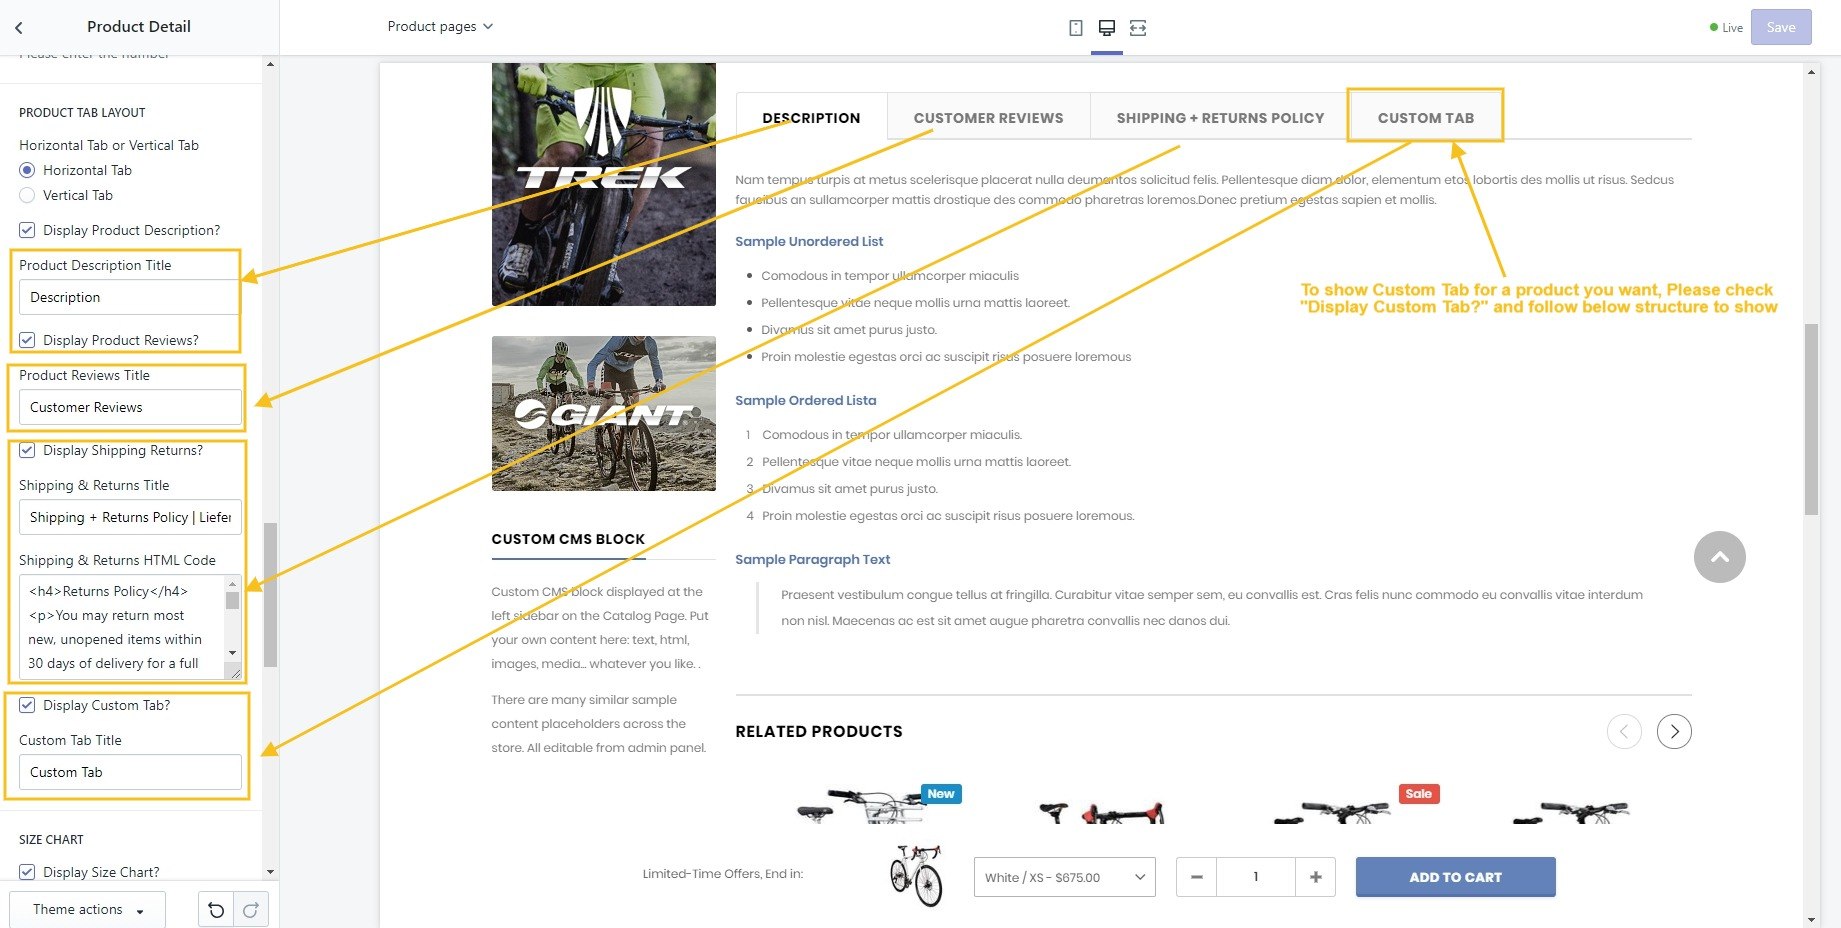 Product Detail
Product pages
Live
Save
Please enter the number
PRODUCT TAB LAYOUT
Horizontal Tab or Vertical Tab
Horizontal Tab
Vertical Tab
Display Product Description?
Product Description Title
Description
Display Product Reviews?
Product Reviews Title
Customer Reviews
Display Shipping Returns?
Shipping & Returns Title
Shipping + Returns Policy | Liefer
Shipping & Returns HTML Code
<h4>Returns Policy</h4>
<p>You may return most
new, unopened items within
30 days of delivery for a full
Display Custom Tab?
Custom Tab Title
Custom Tab
SIZE CHART
Display Size Chart?
Theme actions
TREK
GIANT
CUSTOM CMS BLOCK
Custom CMS block displayed at the
left sidebar on the Catalog Page. Put
your own content here: text, html,
images, media... whatever you like. .
There are many similar sample
content placeholders across the
store. All editable from admin panel.
DESCRIPTION
CUSTOMER REVIEWS
SHIPPING + RETURNS POLICY
CUSTOM TAB
Nam tempus turpis at metus scelerisque placerat nulla deumantos solicitud felis. Pellentesque diam dolor, elementum etos lobortis des mollis ut risus. Sedcus
faucibus an sullamcorper mattis drostique des commodo pharetras loremos.Donec pretium egestas sapien et mollis.
Sample Unordered List
Comodous in tempor ullamcorper miaculis
Pellentesque vitae neque mollis urna mattis laoreet.
Divamus sit amet purus justo.
Proin molestie egestas orci ac suscipit risus posuere loremous
To show Custom Tab for a product you want, Please check
"Display Custom Tab?" and follow below structure to show
Sample Ordered Lista
1 Comodous in tempor ullamcorper miaculis.
2 Pellentesque vitae neque mollis urna mattis laoreet.
3 Divamus sit amet purus justo.
4 Proin molestie egestas orci ac suscipit risus posuere loremous.
Sample Paragraph Text
Praesent vestibulum congue tellus at fringilla. Curabitur vitae semper sem, eu convallis est. Cras felis nunc commodo eu convallis vitae interdum
non nisl. Maecenas ac est sit amet augue pharetra convallis nec danos dui.
RELATED PRODUCTS
New
Sale
Limited-Time Offers, End in:
White / XS - $675.00
1
ADD TO CART